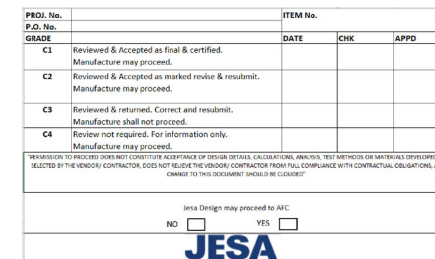 PROJ. No. ITEM No.
P.O. No.
GRADE DATE CHK APPD
C1 Reviewed & Accepted as final & certified.
Manufacture may proceed.
C2 Reviewed & Accepted as marked revise & resubmit.
Manufacture may proceed.
C3 Reviewed & returned. Correct and resubmit.
Manufacture shall not proceed.
C4 Review not required. For information only.
Manufacture may proceed.
"PERMISSION TO PROCEED DOES NOT CONSTITUTE ACCEPTANCE OF DESIGN DETAILS, CALCULATIONS, ANALYSIS, TEST METHODS OR MATERIALS DEVELOPED
SELECTED BY THE VENDOR/ CONTRACTOR, DOES NOT RELIEVE THE VENDOR/ CONTRACTOR FROM FULL COMPLIANCE WITH CONTRACTUAL OBLIGATIONS,
CHANGE TO THIS DOCUMENT SHOULD BE CLOUDED"
Jesa Design may proceed to AFC
NO YES
JESA